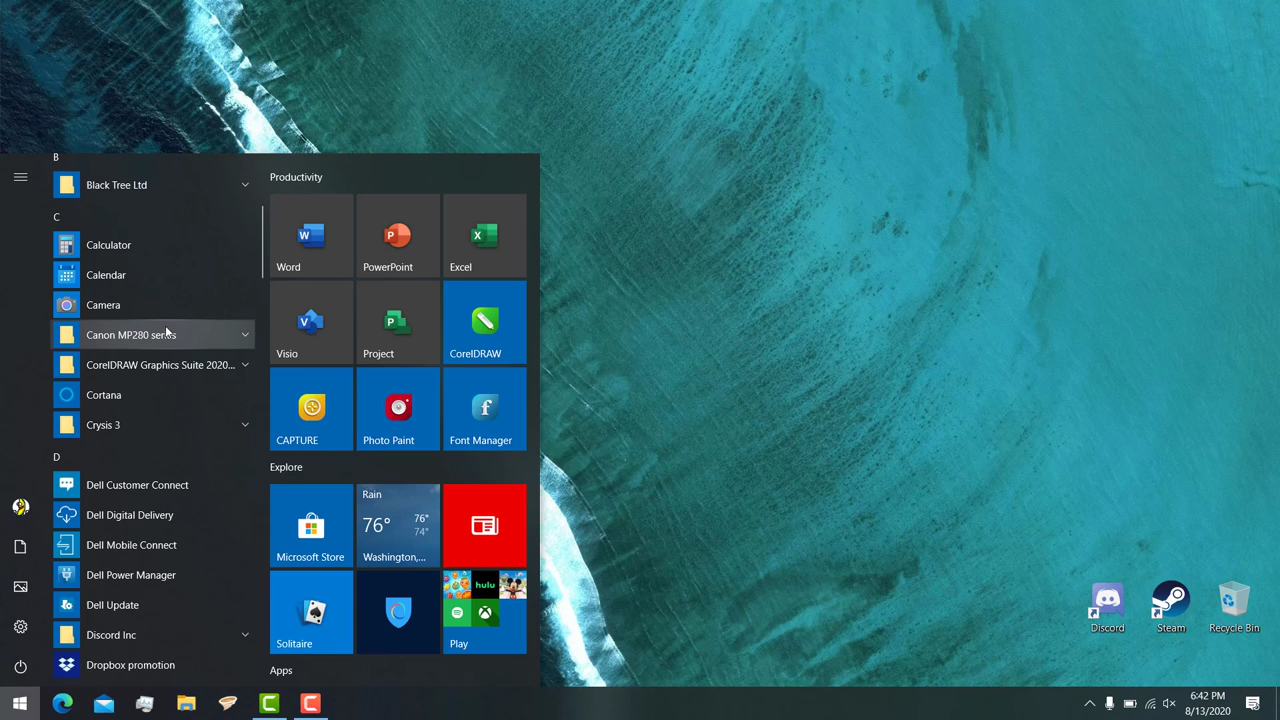 B
Black Tree Ltd
C
Calculator
Calendar
Camera
Canon MP280 series
CorelDRAW Graphics Suite 2020...
Cortana
Crysis 3
D
Dell Customer Connect
Dell Digital Delivery
Dell Mobile Connect
Dell Power Manager
Dell Update
Discord Inc
Dropbox promotion
Productivity
Word
PowerPoint
Excel
Visio
Project
CorelDRAW
CAPTURE
Photo Paint
Font Manager
Explore
Microsoft Store
Rain
76°
76°
74°
Washington,...
Solitaire
hulu
Play
Apps
Discord
Steam
Recycle Bin
6:42 PM
8/13/2020